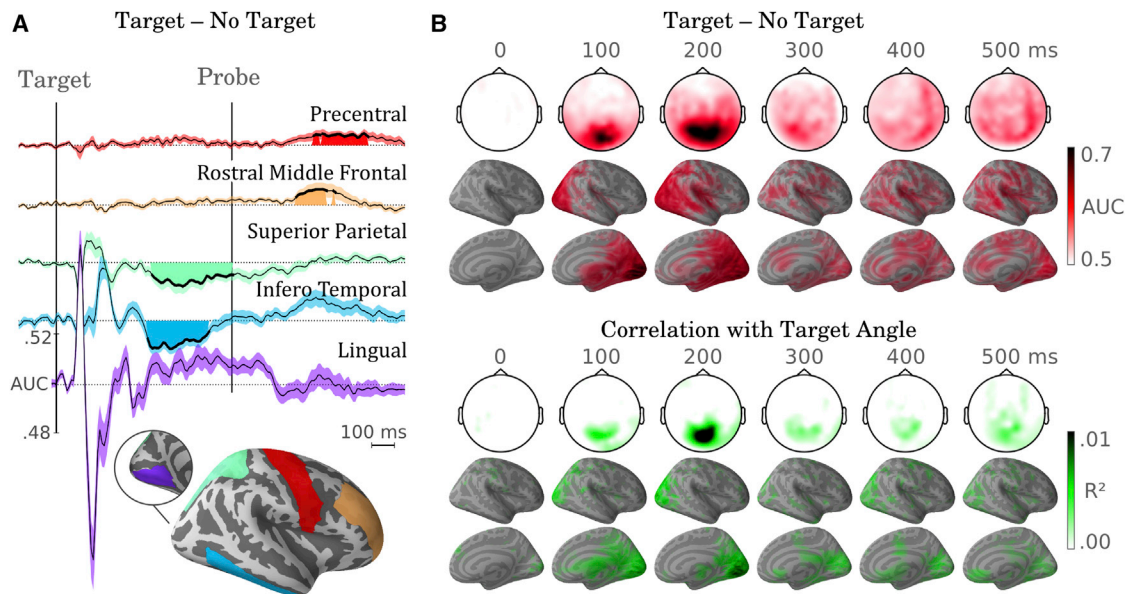 A
Target – No Target
Target
Probe
Precentral
Rostral Middle Frontal
Superior Parietal
Infero Temporal
.52
Lingual
AUC
.48
100 ms
B
Target – No Target
0 100 200 300 400 500 ms
0.7
AUC
0.5
Correlation with Target Angle
0 100 200 300 400 500 ms
.01
R²
.00